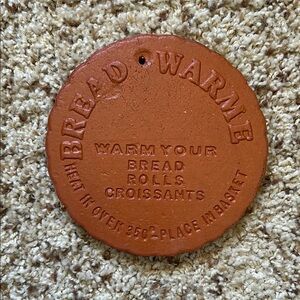 BREAD WARME
WARM YOUR
BREAD
ROLLS
CROISSANTS
HEAT IN OVEN 350° PLACE IN BASKET